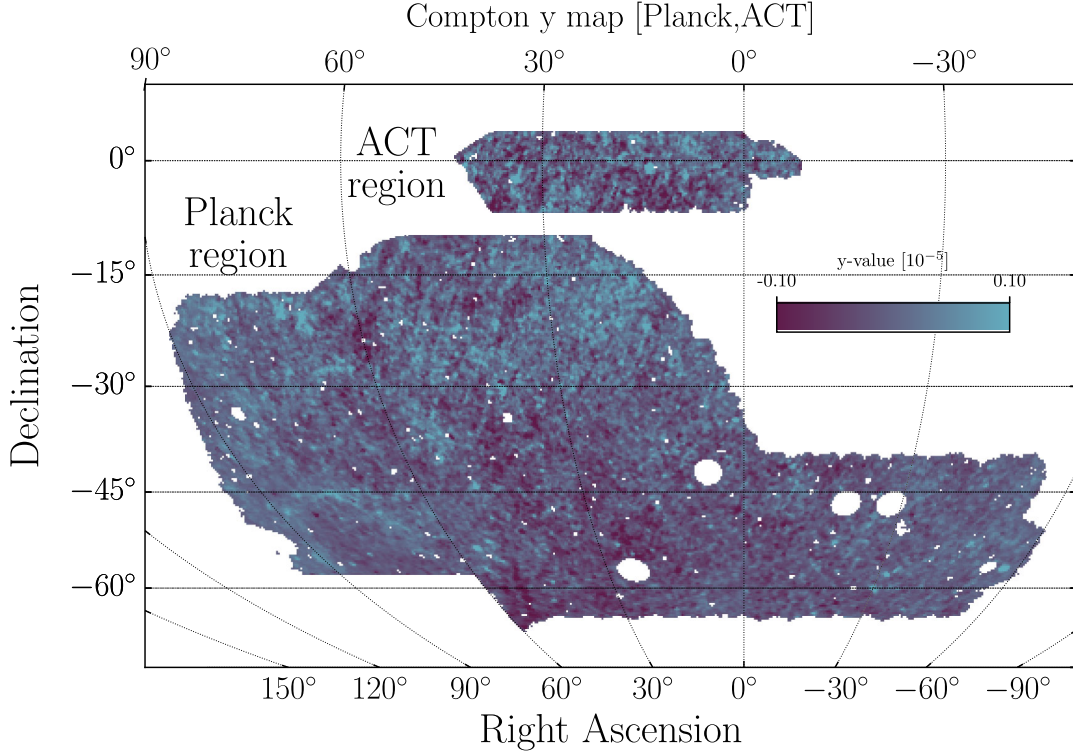 Compton y map [Planck,ACT]
90° 60° 30° 0° −30°
ACT
region
0°
Planck
region
y-value [10⁻⁵]
−15°
-0.10 0.10
−30°
−45°
−60°
Declination
150° 120° 90° 60° 30° 0° −30° −60° −90°
Right Ascension